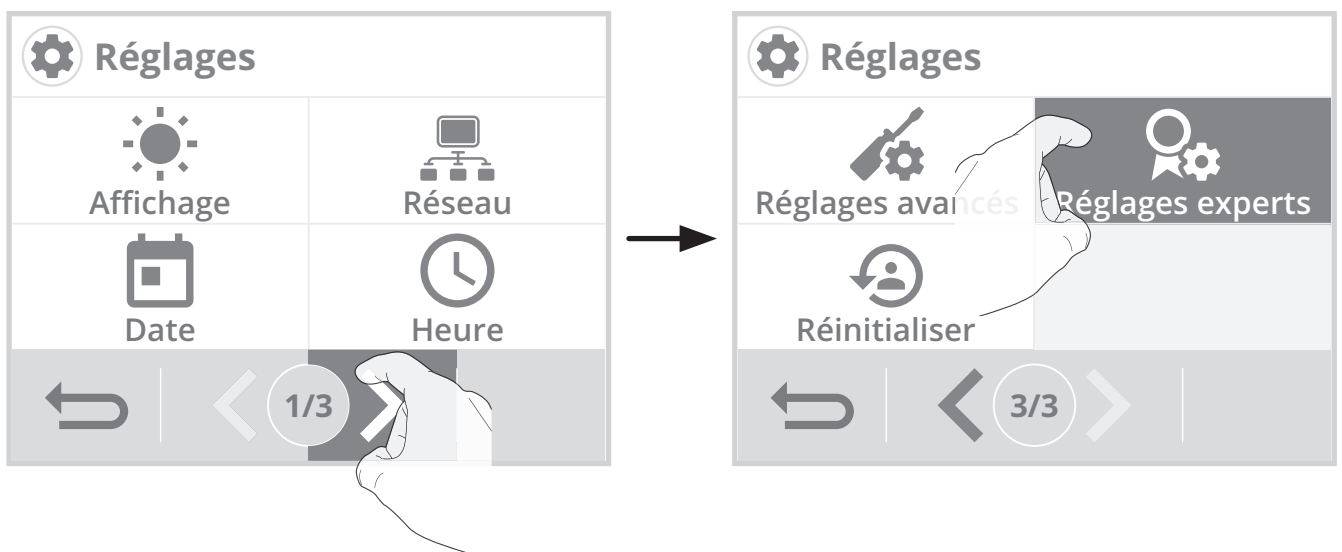 Réglages
Affichage
Réseau
Date
Heure
1/3
Réglages
Réglages avancés
Réglages experts
Réinitialiser
3/3